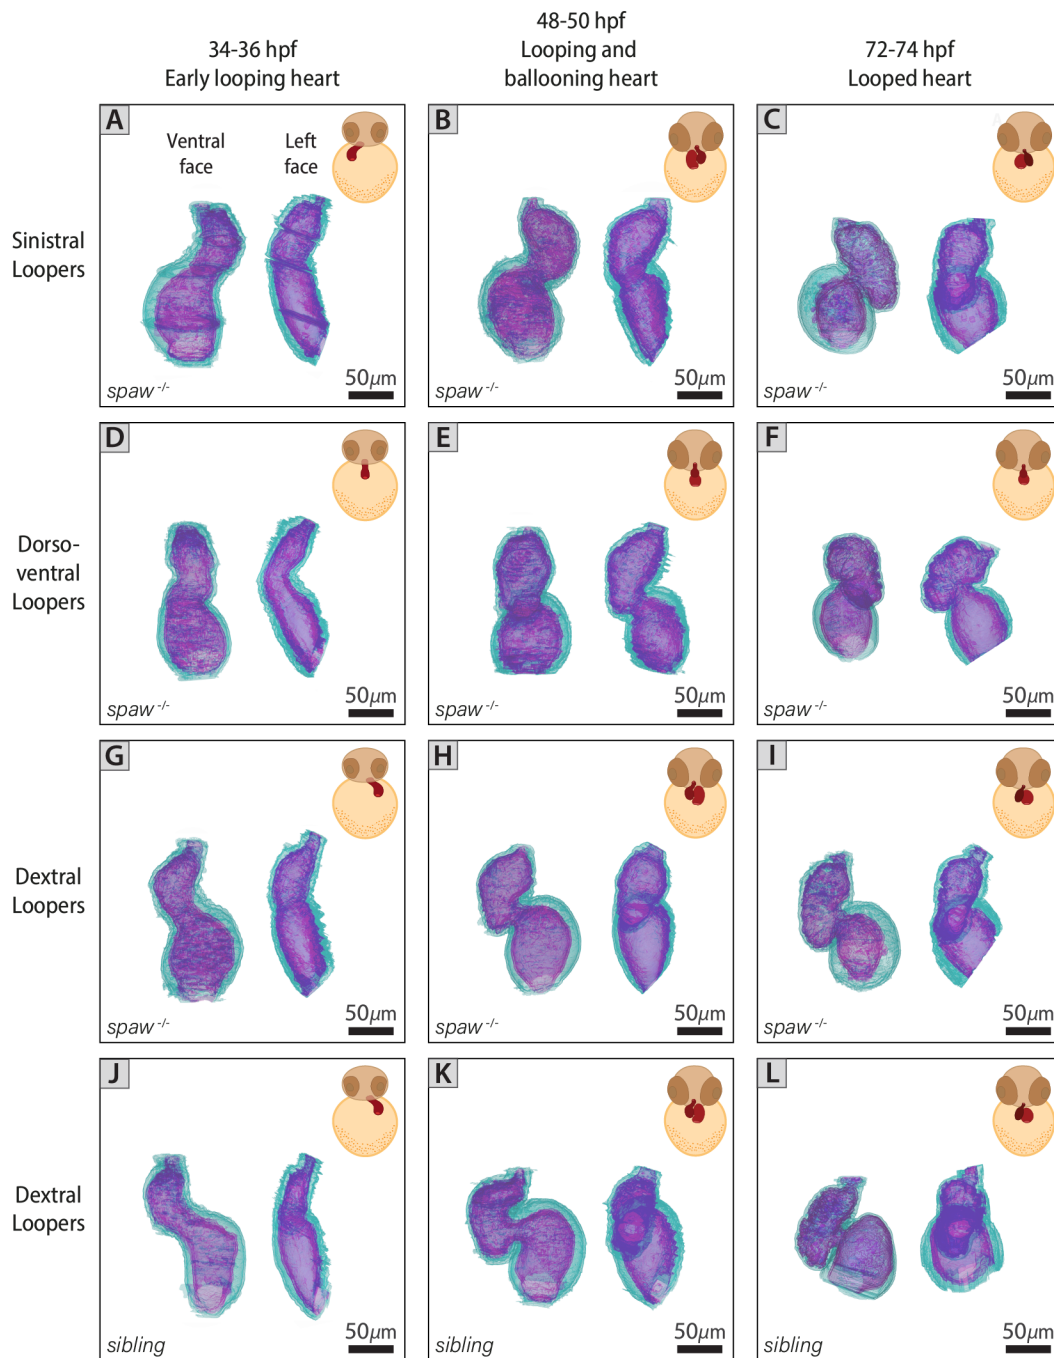 34-36 hpf
Early looping heart
48-50 hpf
Looping and
ballooning heart
72-74 hpf
Looped heart
Sinistral
Loopers
A
Ventral
face
Left
face
spaw -/-
50µm
B
spaw -/-
50µm
C
spaw -/-
50µm
Dorso-
ventral
Loopers
D
spaw -/-
50µm
E
spaw -/-
50µm
F
spaw -/-
50µm
Dextral
Loopers
G
spaw -/-
50µm
H
spaw -/-
50µm
I
spaw -/-
50µm
Dextral
Loopers
J
sibling
50µm
K
sibling
50µm
L
sibling
50µm